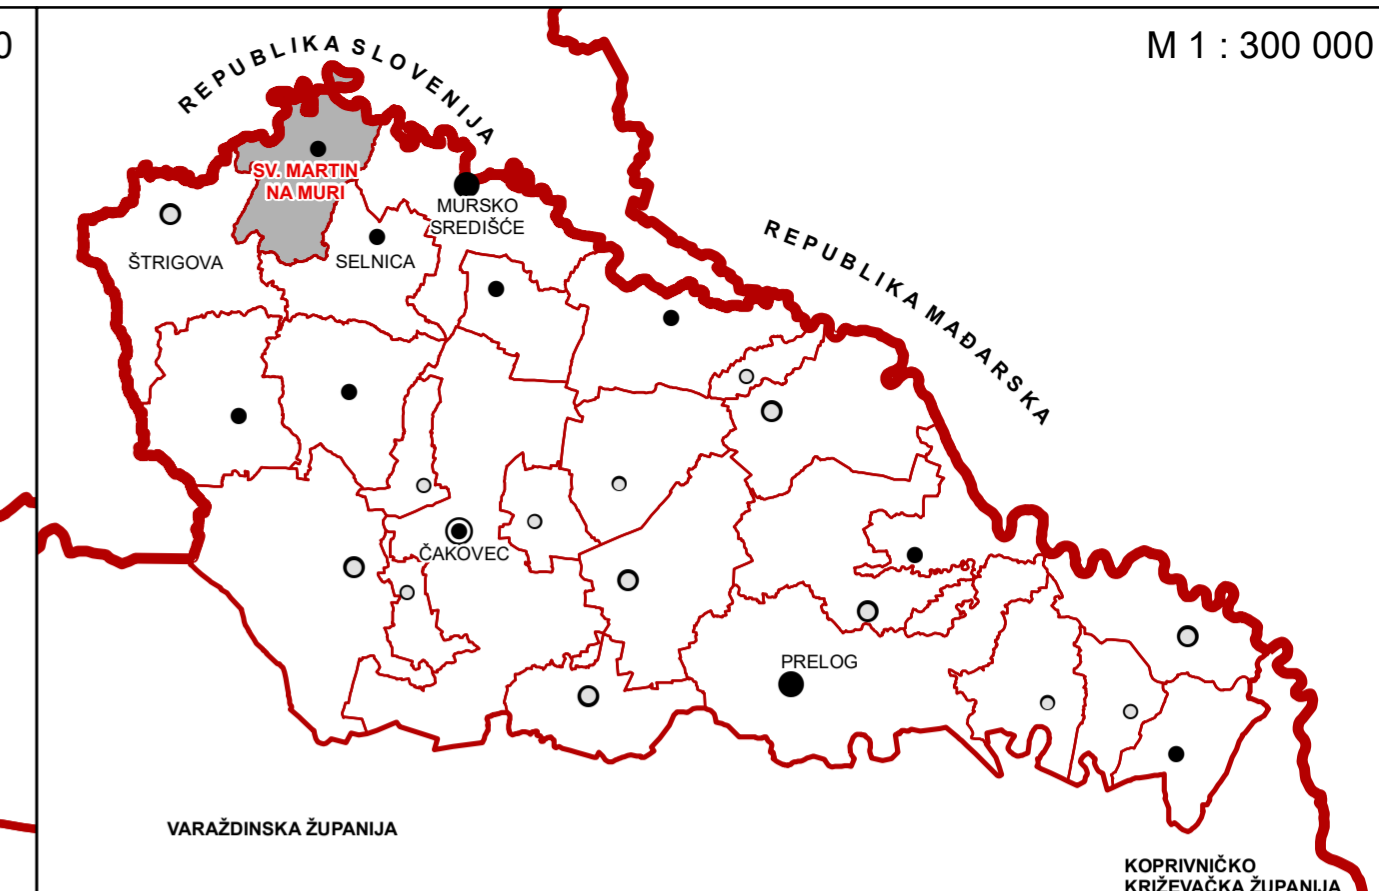 0
M 1 : 300 000
REPUBLIKA SLOVENIJA
SV. MARTIN
NA MURI
MURSKO
SREDIŠĆE
ŠTRIGOVA
SELNICA
REPUBLIKA MAĐARSKA
ČAKOVEC
PRELOG
VARAŽDINSKA ŽUPANIJA
KOPRIVNIČKO
KRIŽEVAČKA ŽUPANIJA